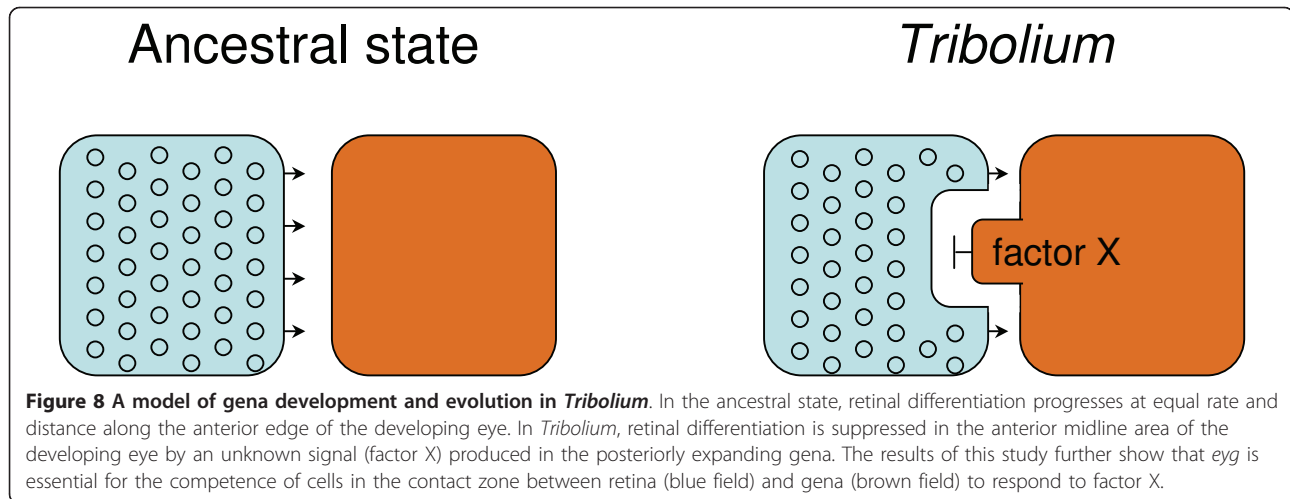 Ancestral state
Tribolium
factor X
Figure 8 A model of gena development and evolution in Tribolium. In the ancestral state, retinal differentiation progresses at equal rate and
distance along the anterior edge of the developing eye. In Tribolium, retinal differentiation is suppressed in the anterior midline area of the
developing eye by an unknown signal (factor X) produced in the posteriorly expanding gena. The results of this study further show that eyg is
essential for the competence of cells in the contact zone between retina (blue field) and gena (brown field) to respond to factor X.